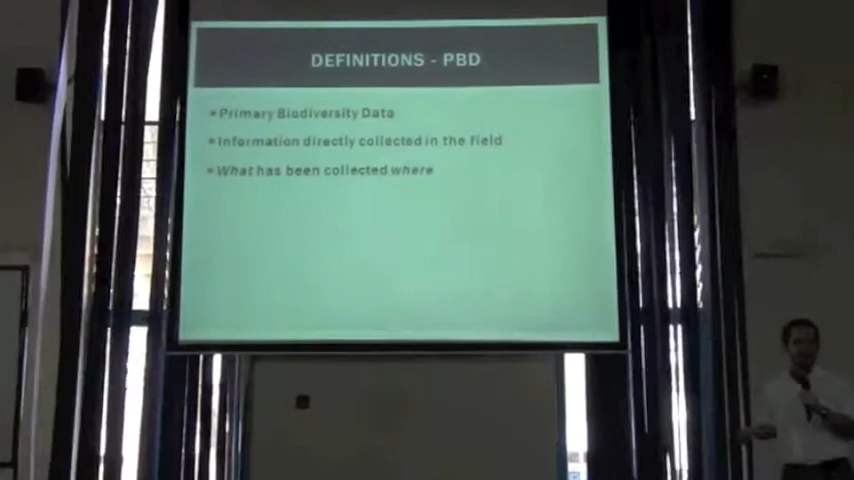 DEFINITIONS - PBD
Primary Biodiversity Data
Information directly collected in the field
What has been collected where